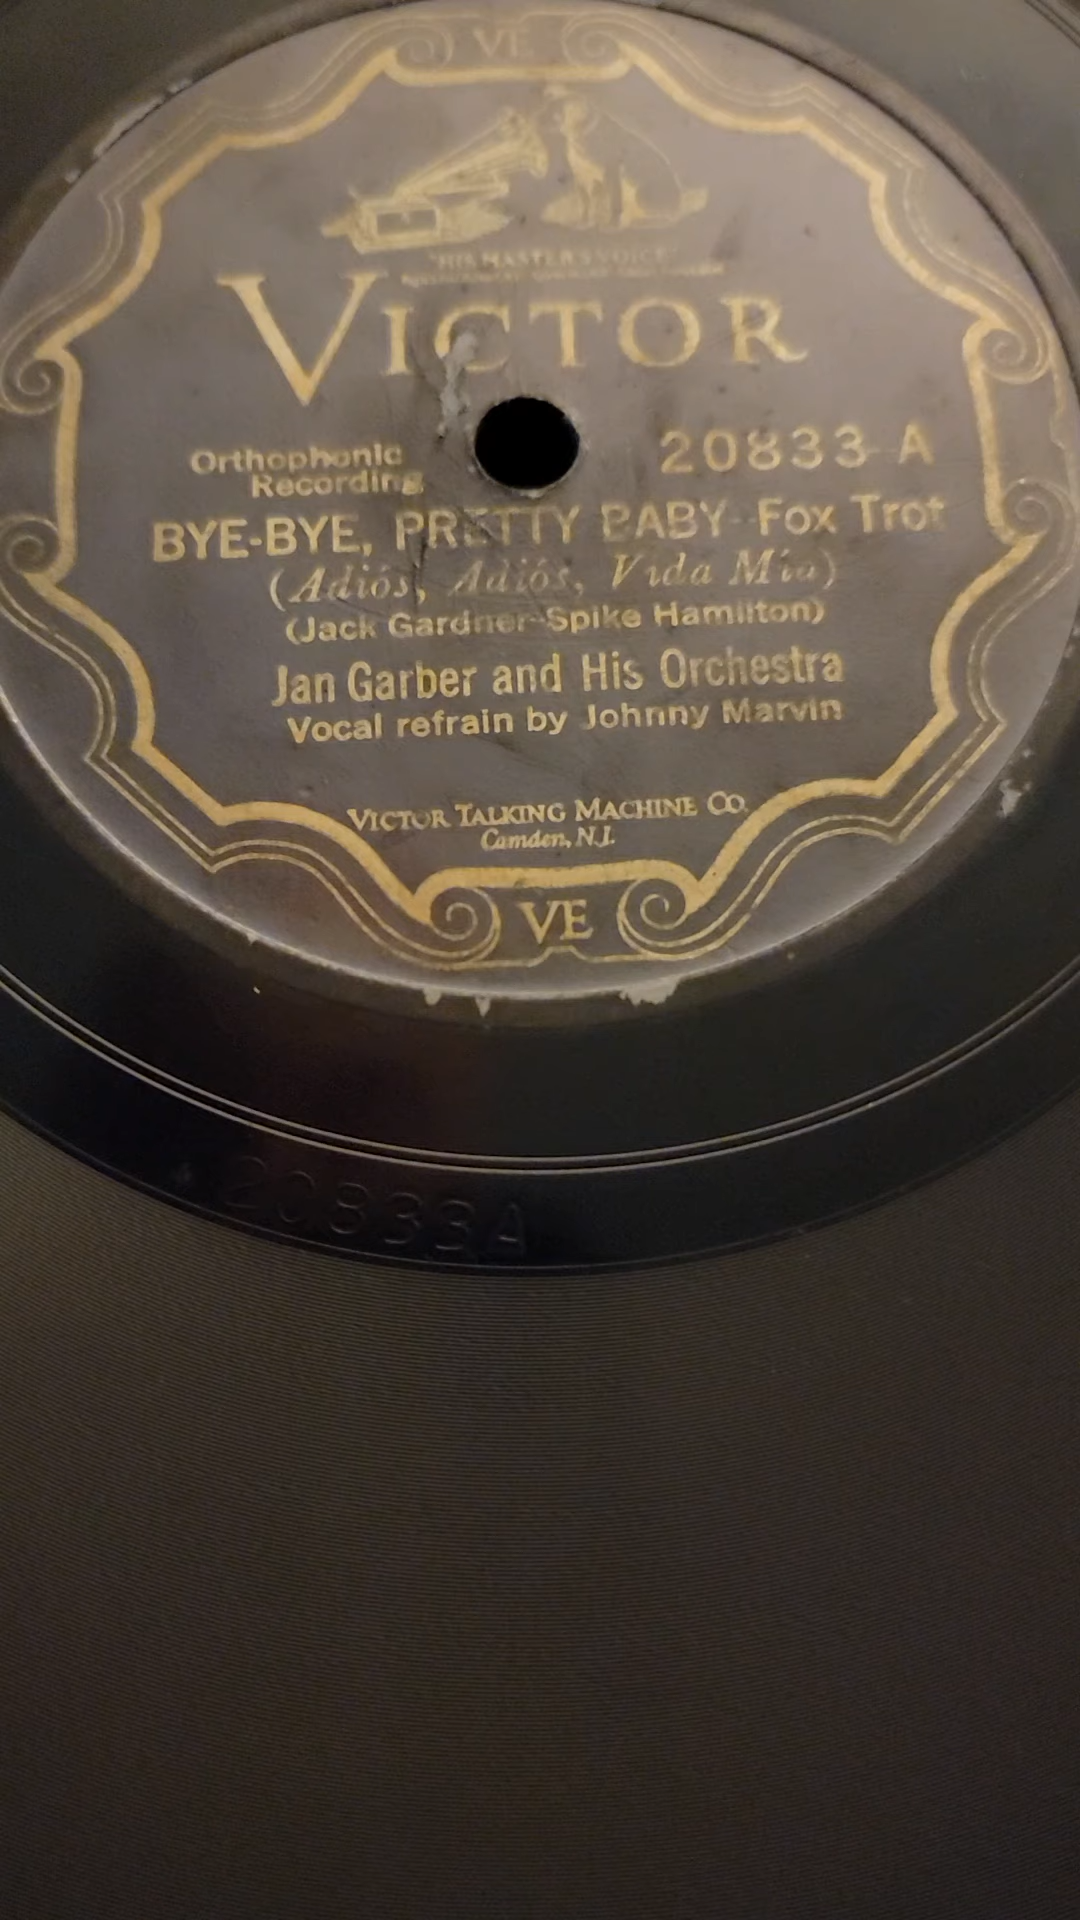 VE
"HIS MASTER'S VOICE"
VICTOR
Orthophonic
Recording
20833-A
BYE-BYE, PRETTY BABY—Fox Trot
(Adiós, Adiós, Vida Mía)
(Jack Gardner-Spike Hamilton)
Jan Garber and His Orchestra
Vocal refrain by Johnny Marvin
VICTOR TALKING MACHINE CO.
Camden, N.J.
VE
20833A